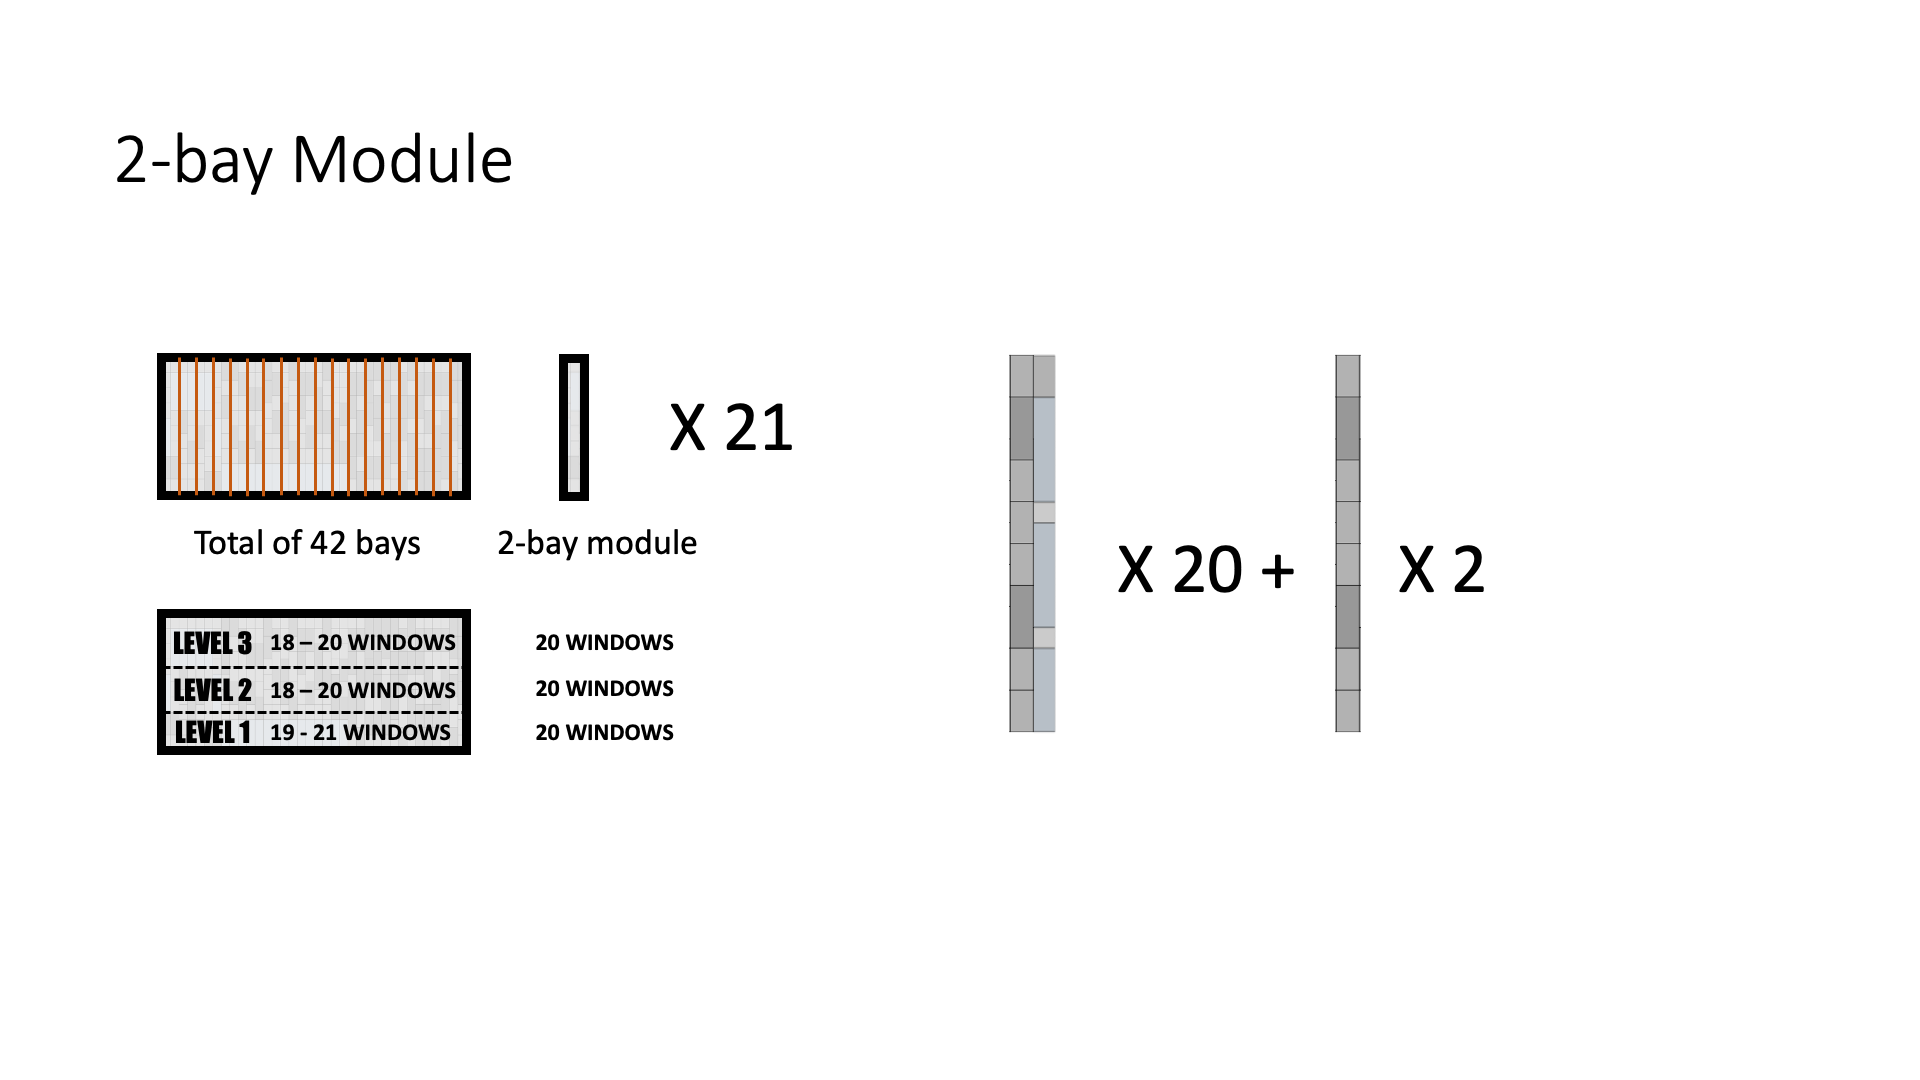 2-bay Module
X 21
Total of 42 bays
2-bay module
X 20 +
X 2
LEVEL 3 18 – 20 WINDOWS
20 WINDOWS
LEVEL 2 18 – 20 WINDOWS
20 WINDOWS
LEVEL 1 19 - 21 WINDOWS
20 WINDOWS